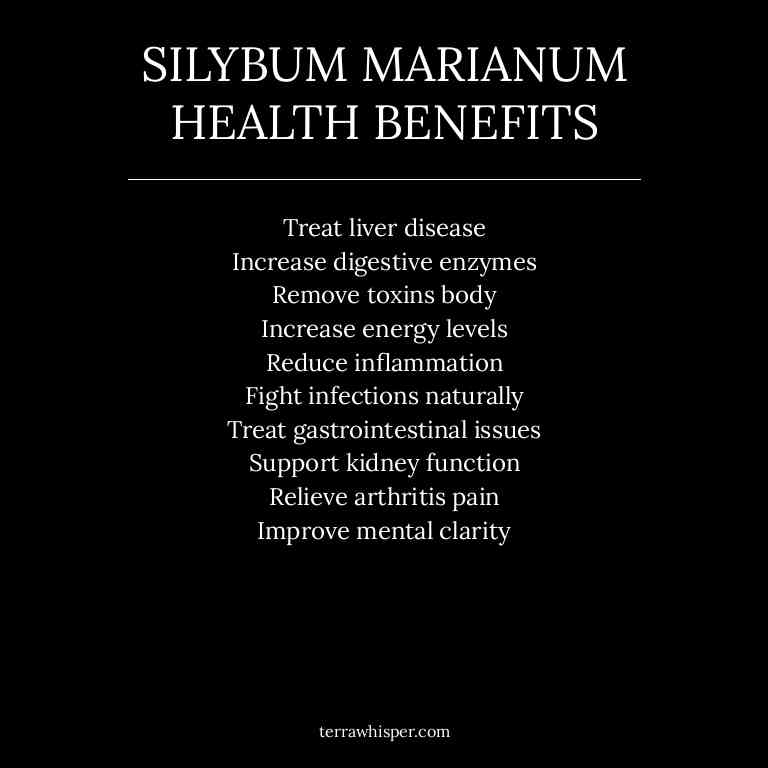 SILYBUM MARIANUM
HEALTH BENEFITS
Treat liver disease
Increase digestive enzymes
Remove toxins body
Increase energy levels
Reduce inflammation
Fight infections naturally
Treat gastrointestinal issues
Support kidney function
Relieve arthritis pain
Improve mental clarity
terrawhisper.com